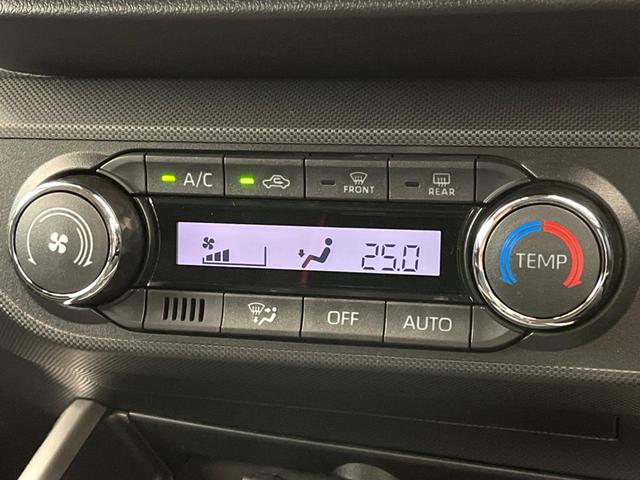 A/C
FRONT
REAR
25.0
TEMP
OFF
AUTO